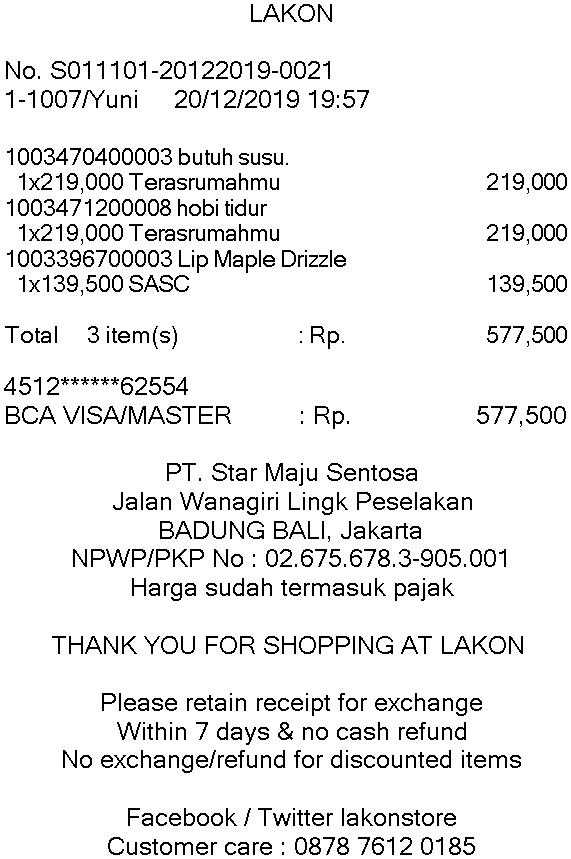 LAKON
No. S011101-20122019-0021
1-1007/Yuni 20/12/2019 19:57
1003470400003 butuh susu.
1x219,000 Terasrumahmu 219,000
1003471200008 hobi tidur
1x219,000 Terasrumahmu 219,000
1003396700003 Lip Maple Drizzle
1x139,500 SASC 139,500
Total 3 item(s) : Rp. 577,500
4512******62554
BCA VISA/MASTER : Rp. 577,500
PT. Star Maju Sentosa
Jalan Wanagiri Lingk Peselakan
BADUNG BALI, Jakarta
NPWP/PKP No : 02.675.678.3-905.001
Harga sudah termasuk pajak
THANK YOU FOR SHOPPING AT LAKON
Please retain receipt for exchange
Within 7 days & no cash refund
No exchange/refund for discounted items
Facebook / Twitter lakonstore
Customer care : 0878 7612 0185